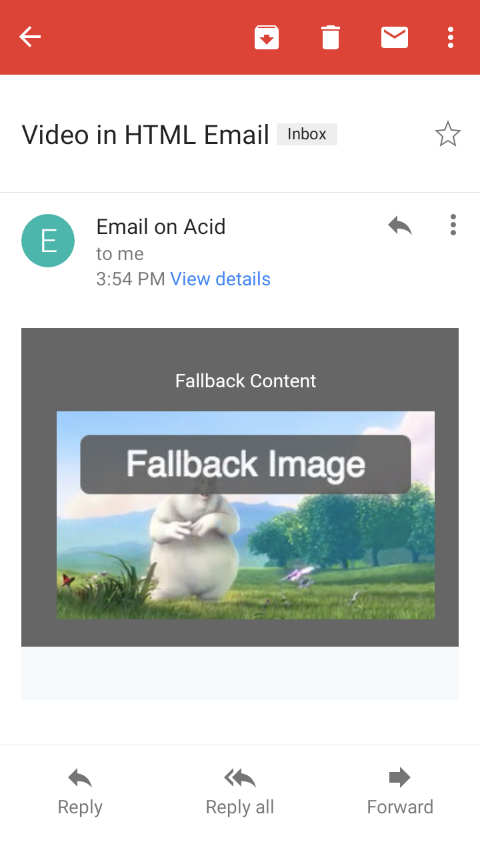 Video in HTML Email Inbox
E
Email on Acid
to me
3:54 PM View details
Fallback Content
Fallback Image
Reply Reply all Forward